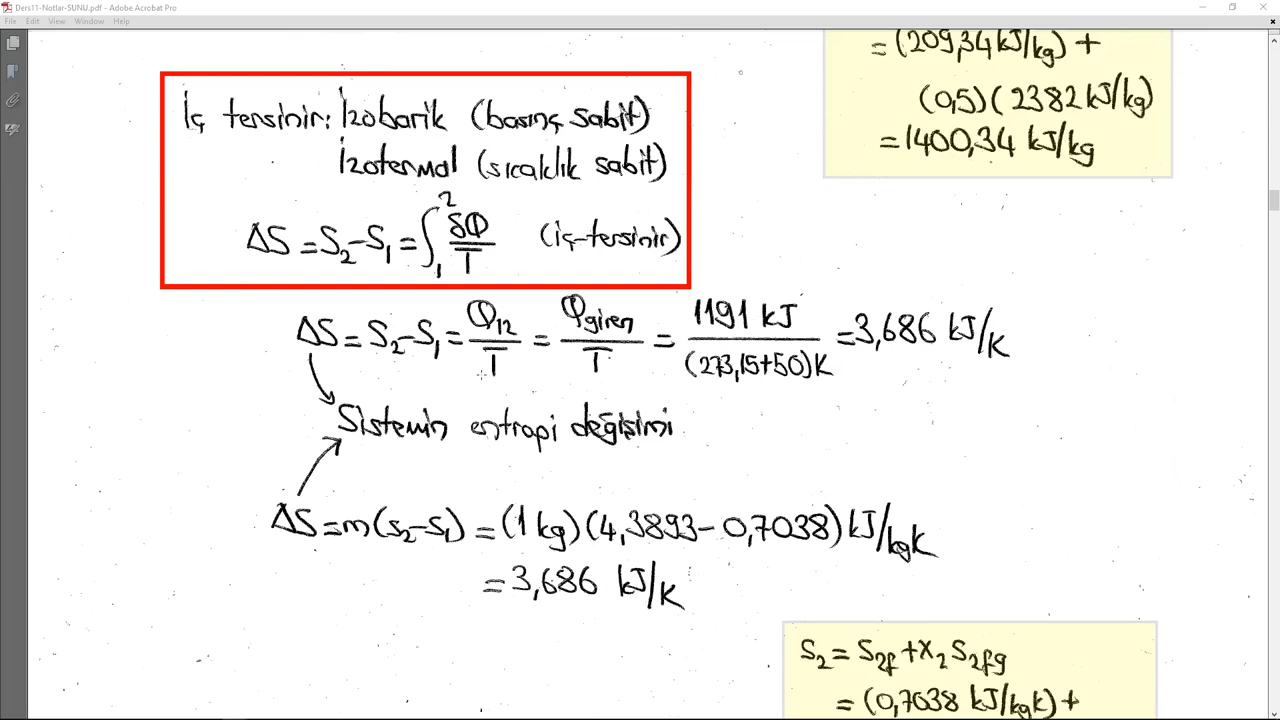 Ders11-Notlar-SUNU.pdf - Adobe Acrobat Pro
File Edit View Window Help
= (209,34 kJ/kg) +
(0,5) (2382 kJ/kg)
= 1400,34 kJ/kg
İç tersinir: İzobarik (basınç sabit)
İzotermal (sıcaklık sabit)
ΔS = S₂-S₁ = ∫₁² δQ/T (iç-tersinir)
ΔS = S₂-S₁ = Q₁₂/T = Qgiren/T = 1191 kJ/(273,15+50)K = 3,686 kJ/K
Sistemin entropi değişimi
ΔS = m(s₂-s₁) = (1 kg) (4,3893 - 0,7038) kJ/kgK
= 3,686 kJ/K
S₂ = S₂f + x₂ S₂fg
= (0,7038 kJ/kgK) +